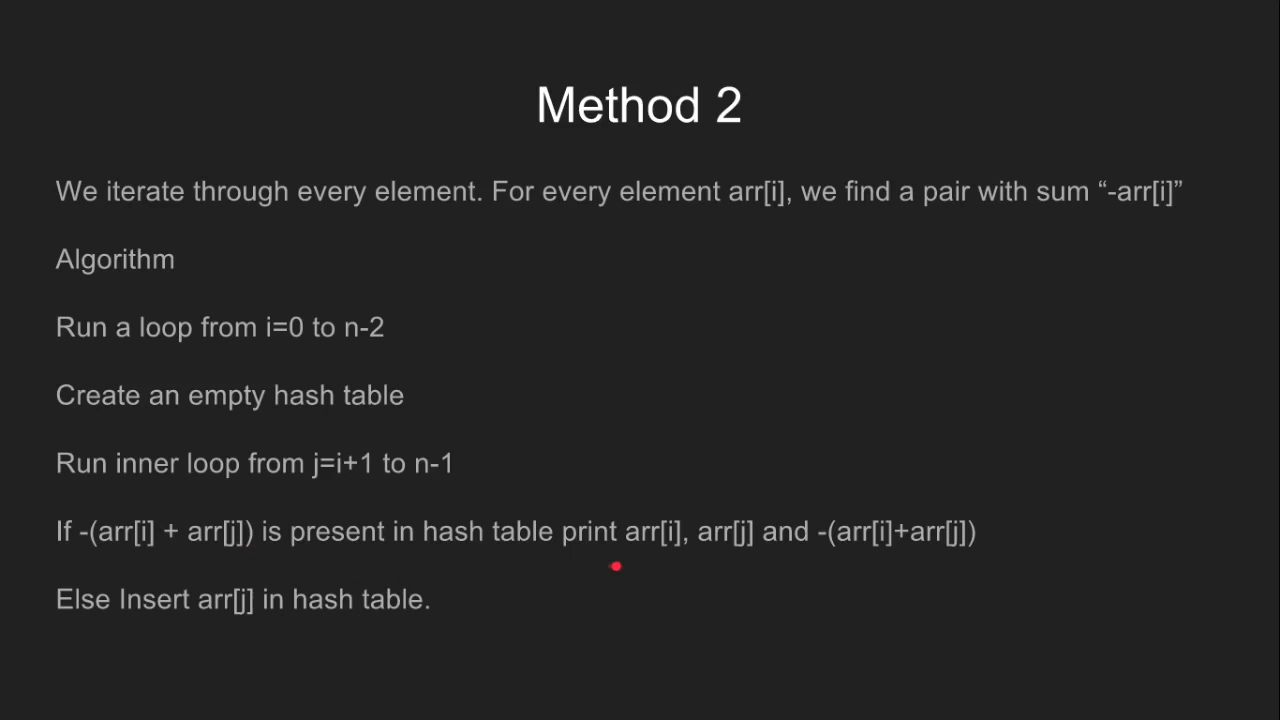 Method 2
We iterate through every element. For every element arr[i], we find a pair with sum “-arr[i]”
Algorithm
Run a loop from i=0 to n-2
Create an empty hash table
Run inner loop from j=i+1 to n-1
If -(arr[i] + arr[j]) is present in hash table print arr[i], arr[j] and -(arr[i]+arr[j])
Else Insert arr[j] in hash table.